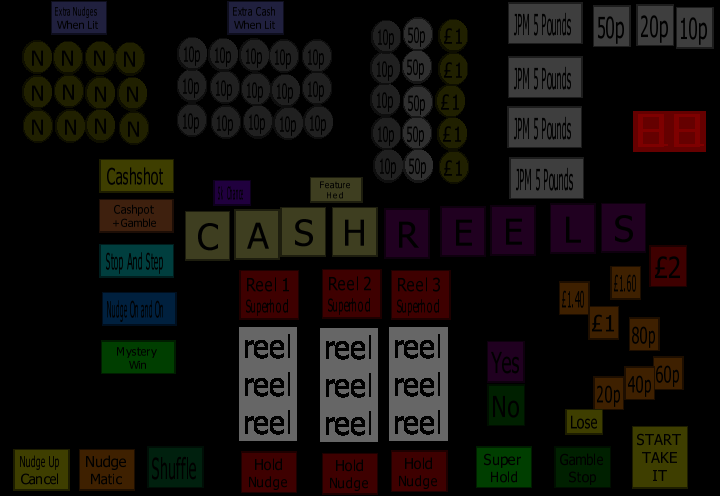 Extra Nudges
When Lit
Extra Cash
When Lit
JPM 5 Pounds
50p 20p 10p
N N N N
N N N N
N N N N
10p 10p 10p 10p 10p
10p 10p 10p 10p 10p
10p 10p 10p 10p 10p
10p 50p £1
10p 50p £1
10p 50p £1
10p 50p £1
10p 50p £1
JPM 5 Pounds
JPM 5 Pounds
JPM 5 Pounds
8 8
Cashshot
Cashpot
+Gamble
Stop And Step
Nudge On and On
Mystery
Win
Feature
Hed
C A S H R E E L S
Reel 1
Superhod
Reel 2
Superhod
Reel 3
Superhod
£2
£1.60
£1.40
£1
80p
60p
40p
20p
reel reel reel
reel reel reel
reel reel reel
Yes
No
Lose
Nudge Up
Cancel
Nudge
Matic
Shuffle
Hold
Nudge
Hold
Nudge
Hold
Nudge
Super
Hold
Gamble
Stop
START
TAKE
IT